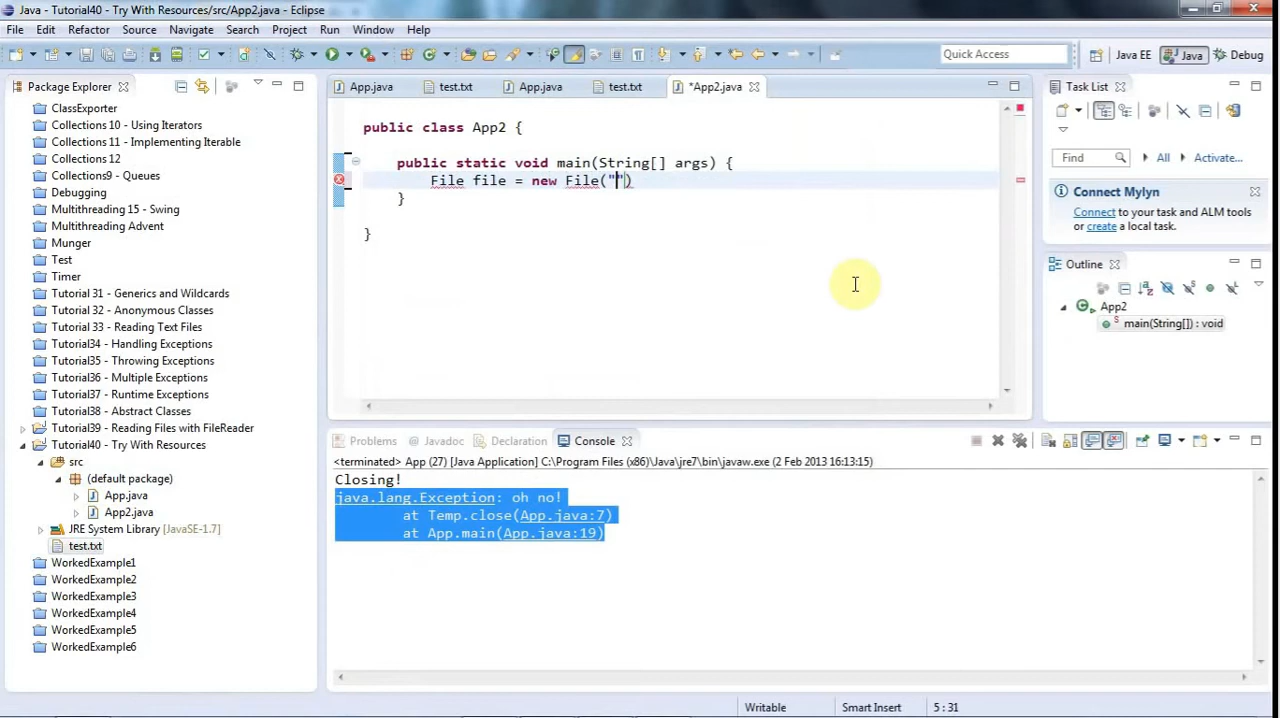 Java - Tutorial40 - Try With Resources/src/App2.java - Eclipse
File Edit Refactor Source Navigate Search Project Run Window Help
Quick Access Java EE Java Debug
Package Explorer
ClassExporter
Collections 10 - Using Iterators
Collections 11 - Implementing Iterable
Collections 12
Collections 9 - Queues
Debugging
Multithreading 15 - Swing
Multithreading Advent
Munger
Test
Timer
Tutorial 31 - Generics and Wildcards
Tutorial 32 - Anonymous Classes
Tutorial 33 - Reading Text Files
Tutorial34 - Handling Exceptions
Tutorial35 - Throwing Exceptions
Tutorial36 - Multiple Exceptions
Tutorial37 - Runtime Exceptions
Tutorial38 - Abstract Classes
Tutorial39 - Reading Files with FileReader
Tutorial40 - Try With Resources
src
(default package)
App.java
App2.java
JRE System Library [JavaSE-1.7]
test.txt
WorkedExample1
WorkedExample2
WorkedExample3
WorkedExample4
WorkedExample5
WorkedExample6
App.java test.txt App.java test.txt *App2.java
public class App2 {
public static void main(String[] args) {
File file = new File("")
}
}
Task List
Find All Activate...
Connect Mylyn
Connect to your task and ALM tools
or create a local task.
Outline
App2
main(String[]) : void
Problems Javadoc Declaration Console
<terminated> App (27) [Java Application] C:\Program Files (x86)\Java\jre7\bin\javaw.exe (2 Feb 2013 16:13:15)
Closing!
java.lang.Exception: oh no!
at Temp.close(App.java:7)
at App.main(App.java:19)
Writable Smart Insert 5 : 31